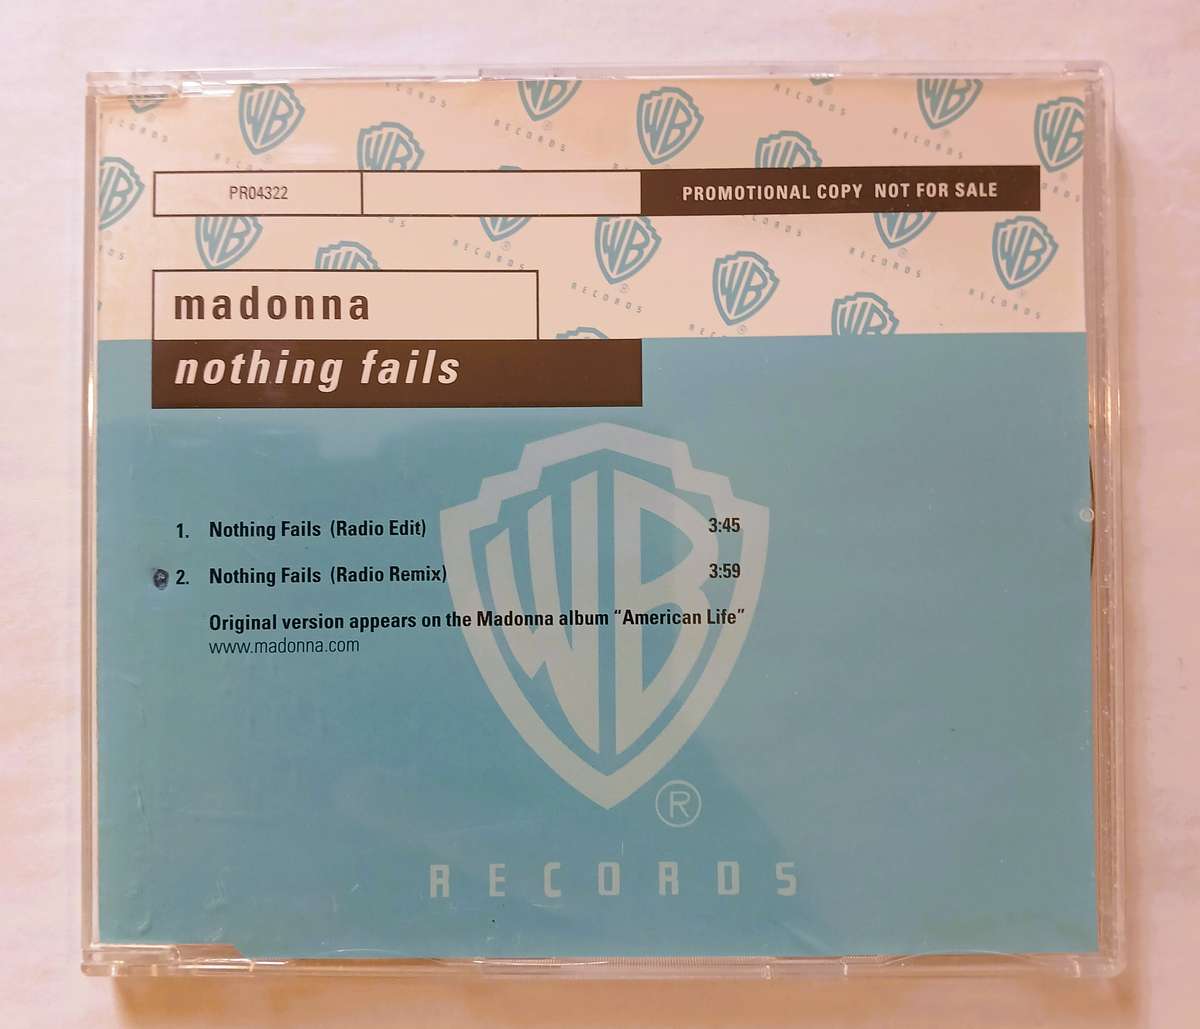 PR04322
PROMOTIONAL COPY NOT FOR SALE
madonna
nothing fails
1. Nothing Fails (Radio Edit) 3:45
2. Nothing Fails (Radio Remix) 3:59
Original version appears on the Madonna album "American Life"
www.madonna.com
WB
®
RECORDS